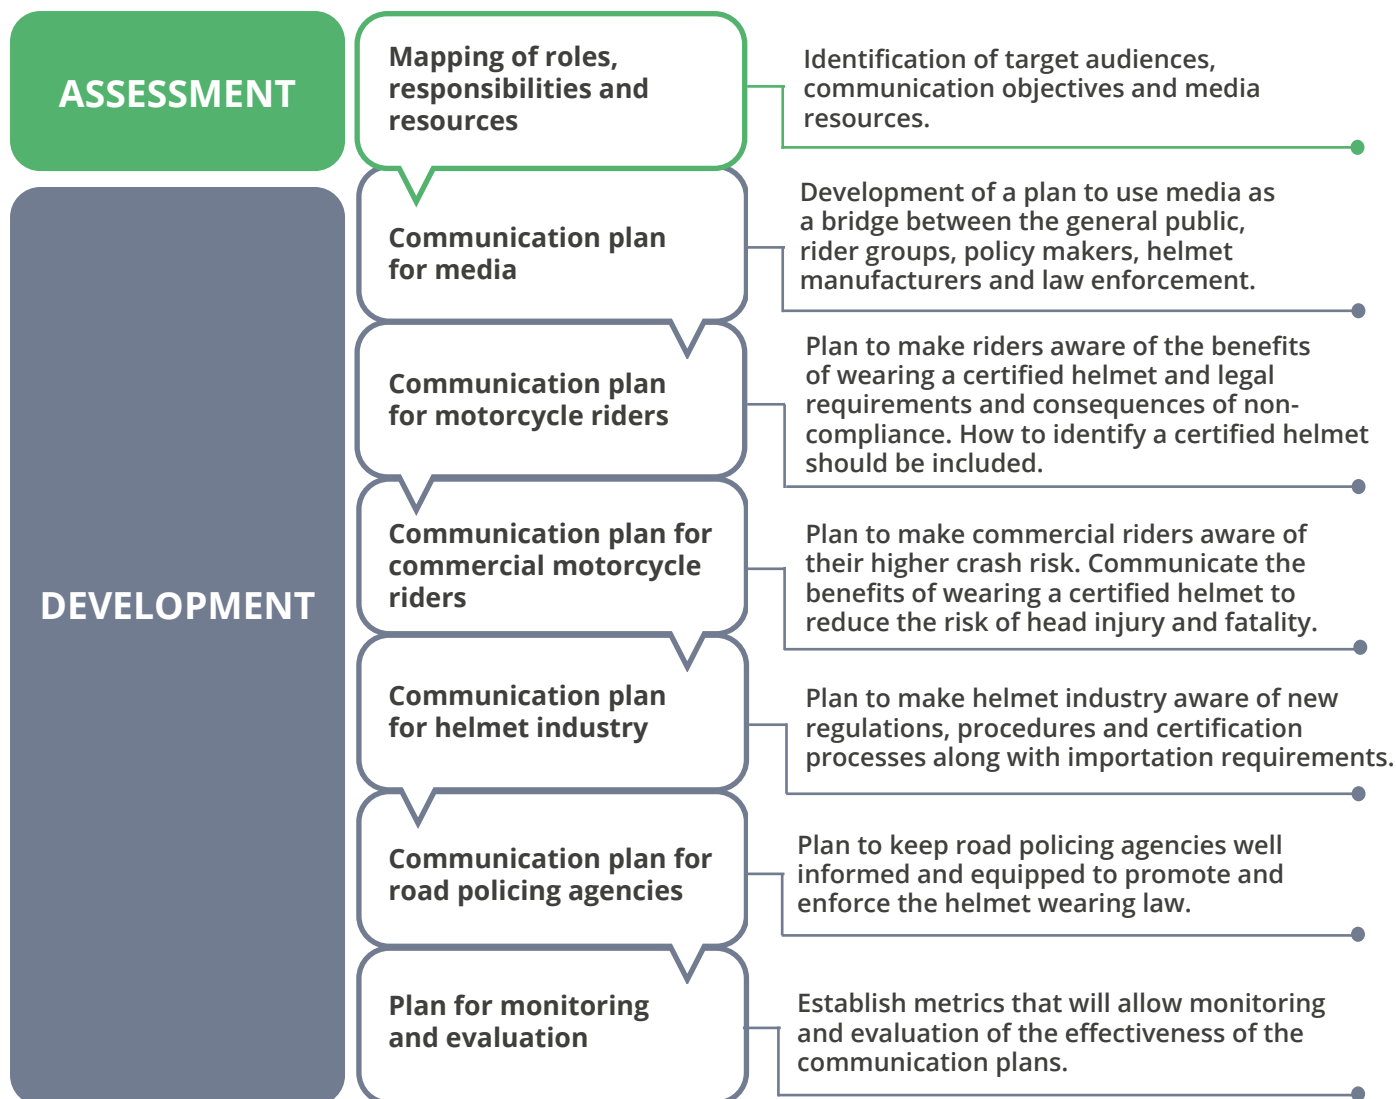 ASSESSMENT
Mapping of roles,
responsibilities and
resources
Identification of target audiences,
communication objectives and media
resources.
DEVELOPMENT
Communication plan
for media
Development of a plan to use media as
a bridge between the general public,
rider groups, policy makers, helmet
manufacturers and law enforcement.
Communication plan
for motorcycle riders
Plan to make riders aware of the benefits
of wearing a certified helmet and legal
requirements and consequences of non-
compliance. How to identify a certified helmet
should be included.
Communication plan for
commercial motorcycle
riders
Plan to make commercial riders aware of
their higher crash risk. Communicate the
benefits of wearing a certified helmet to
reduce the risk of head injury and fatality.
Communication plan
for helmet industry
Plan to make helmet industry aware of new
regulations, procedures and certification
processes along with importation requirements.
Communication plan for
road policing agencies
Plan to keep road policing agencies well
informed and equipped to promote and
enforce the helmet wearing law.
Plan for monitoring
and evaluation
Establish metrics that will allow monitoring
and evaluation of the effectiveness of the
communication plans.